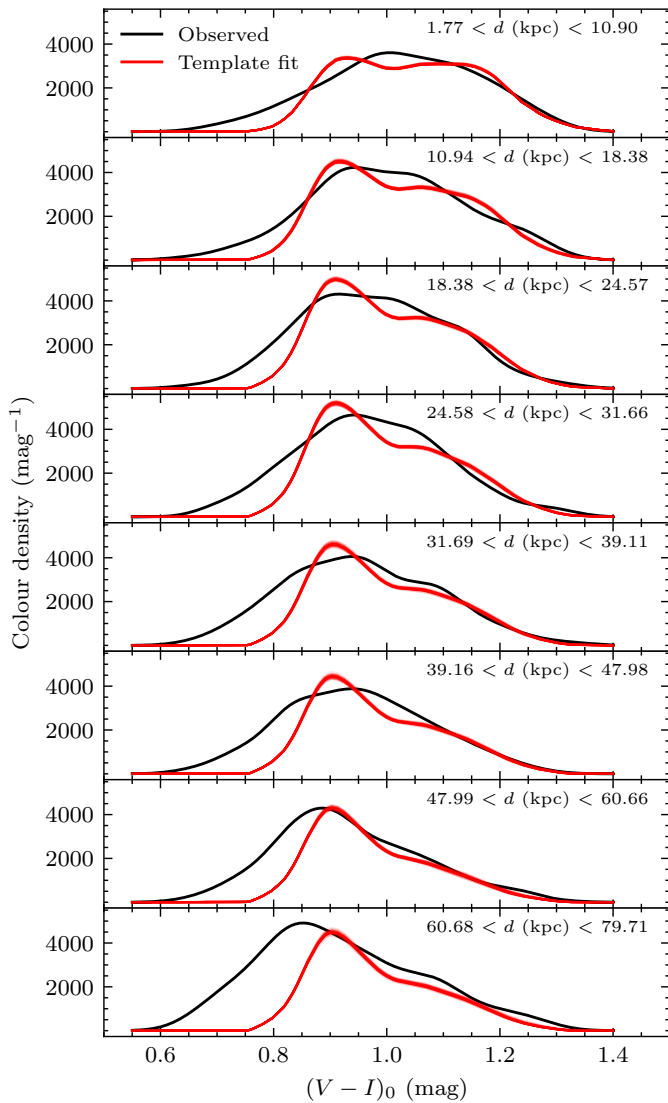 1.77 < d (kpc) < 10.90
Observed
Template fit
4000
2000
10.94 < d (kpc) < 18.38
4000
2000
18.38 < d (kpc) < 24.57
4000
2000
24.58 < d (kpc) < 31.66
4000
2000
31.69 < d (kpc) < 39.11
4000
2000
39.16 < d (kpc) < 47.98
4000
2000
47.99 < d (kpc) < 60.66
4000
2000
60.68 < d (kpc) < 79.71
4000
2000
Colour density (mag⁻¹)
0.6 0.8 1.0 1.2 1.4
(V − I)₀ (mag)